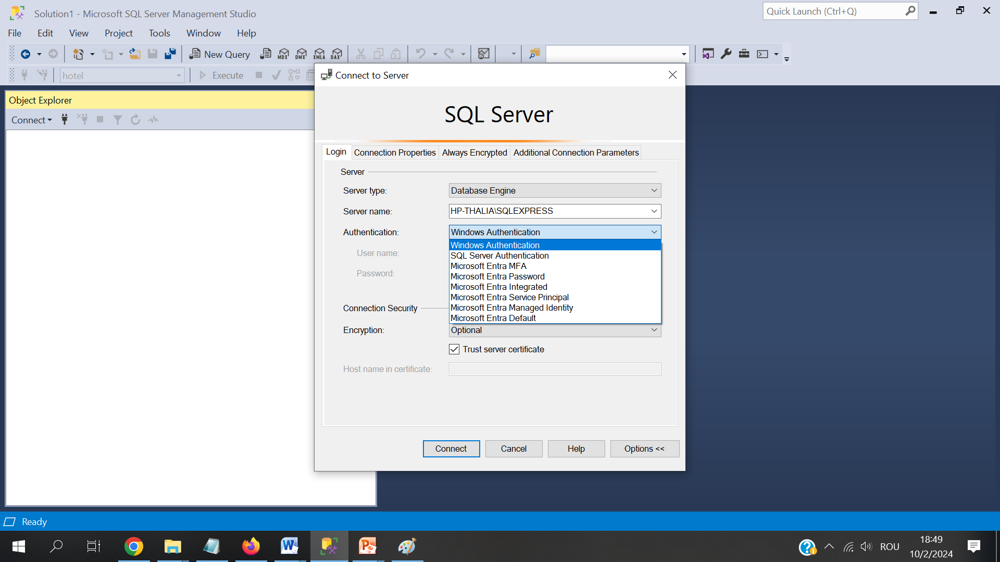 Solution1 - Microsoft SQL Server Management Studio
Quick Launch (Ctrl+Q)
File Edit View Project Tools Window Help
New Query MDX DMX XMLA DAX
hotel Execute
Connect to Server
Object Explorer
Connect
SQL Server
Login Connection Properties Always Encrypted Additional Connection Parameters
Server
Server type: Database Engine
Server name: HP-THALIA\SQLEXPRESS
Authentication: Windows Authentication
Windows Authentication
User name:
SQL Server Authentication
Microsoft Entra MFA
Password:
Microsoft Entra Password
Microsoft Entra Integrated
Microsoft Entra Service Principal
Connection Security
Microsoft Entra Managed Identity
Microsoft Entra Default
Encryption: Optional
Trust server certificate
Host name in certificate:
Connect Cancel Help Options <<
Ready
ROU
18:49
10/2/2024